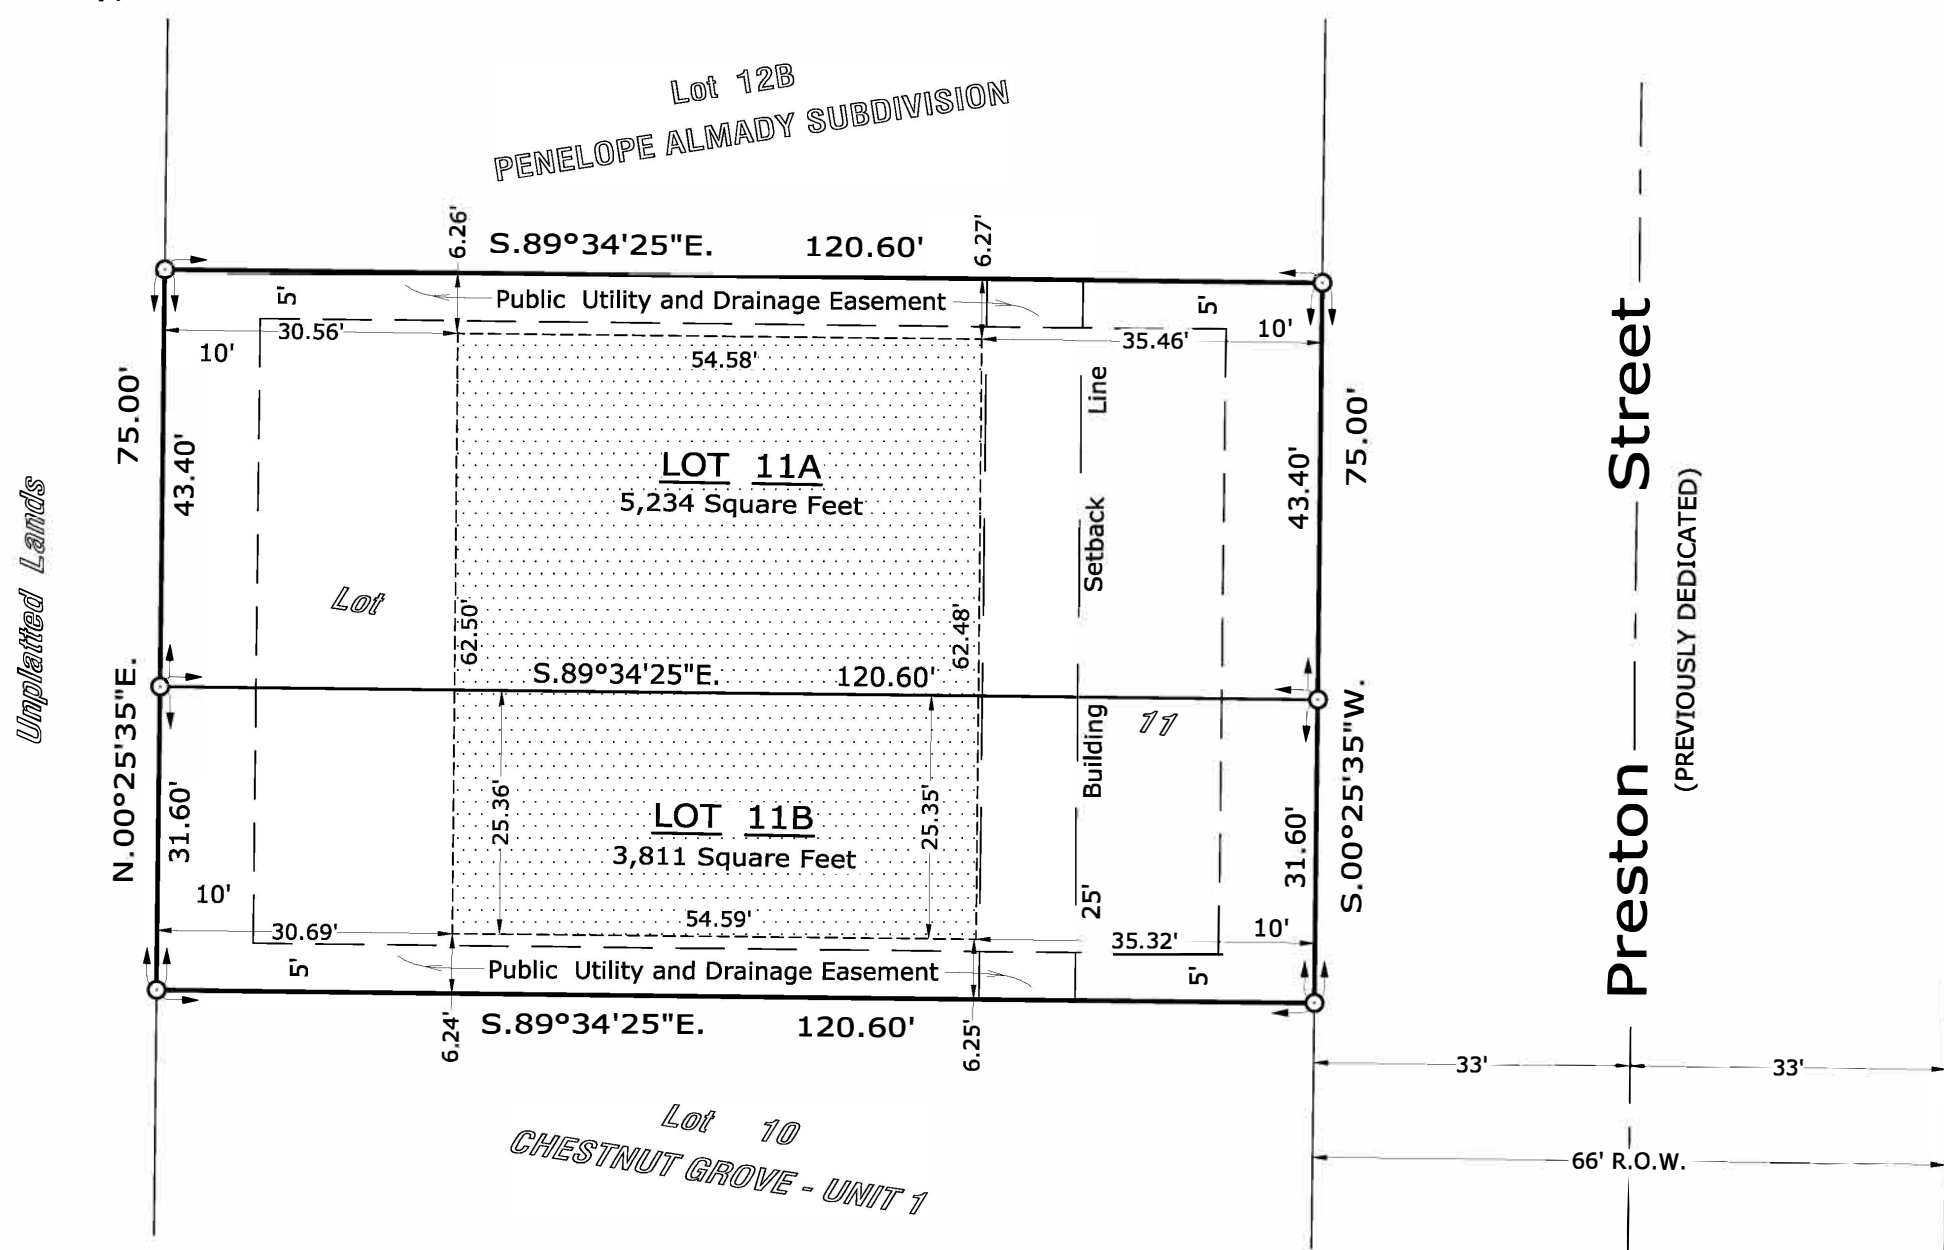 Lot 12B
PENELOPE ALMADY SUBDIVISION
6.26'
S.89°34'25"E. 120.60'
6.27'
5'
Public Utility and Drainage Easement
5'
30.56'
10'
54.58'
35.46'
10'
75.00'
43.40'
Unplatted Lands
N.00°25'35"E.
31.60'
LOT 11A
5,234 Square Feet
Lot
62.50'
62.48'
S.89°34'25"E. 120.60'
11
25' Building Setback Line
43.40'
75.00'
S.00°25'35"W.
31.60'
25.36'
25.35'
LOT 11B
3,811 Square Feet
10'
30.69'
54.59'
35.32'
10'
5'
Public Utility and Drainage Easement
5'
6.24'
S.89°34'25"E. 120.60'
6.25'
Preston Street
(PREVIOUSLY DEDICATED)
33'
33'
66' R.O.W.
Lot 10
CHESTNUT GROVE - UNIT 1